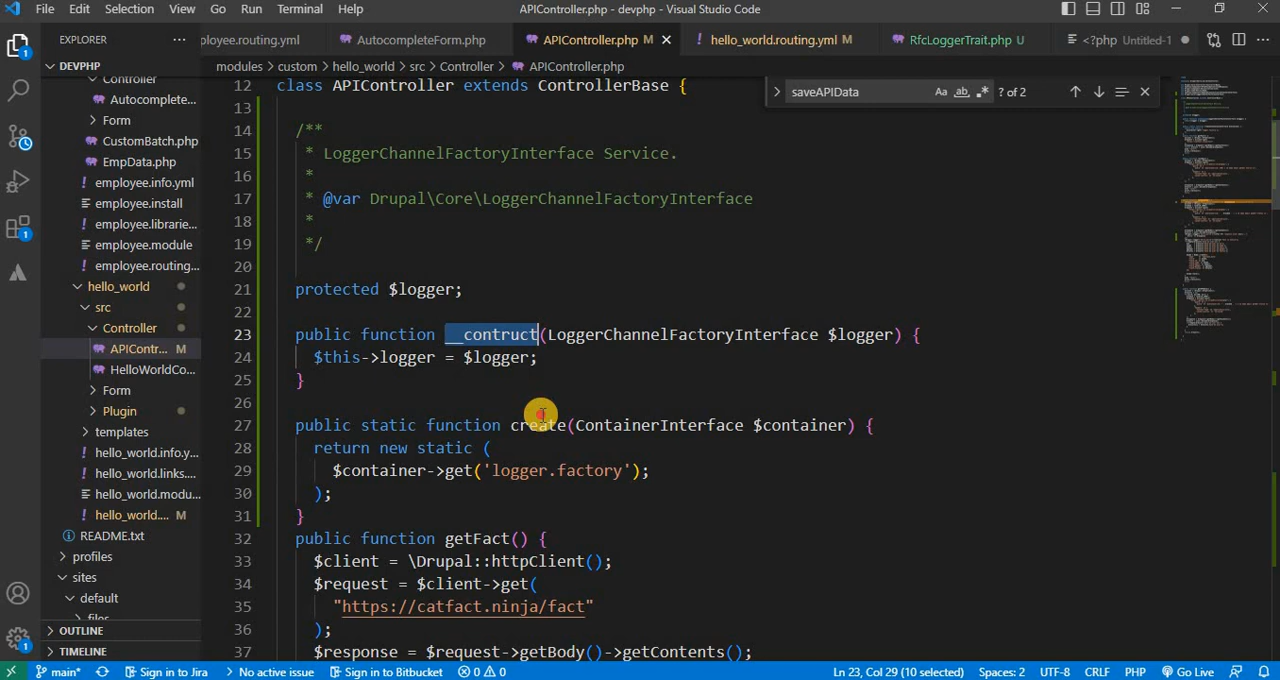 File Edit Selection View Go Run Terminal Help APIController.php - devphp - Visual Studio Code
EXPLORER
ployee.routing.yml AutocompleteForm.php APIController.php M hello_world.routing.yml M RfcLoggerTrait.php U <?php Untitled-1
DEVPHP
modules > custom > hello_world > src > Controller > APIController.php
saveAPIData Aa ab ? of 2
Controller
Autocomplete...
Form
CustomBatch.php
EmpData.php
employee.info.yml
employee.install
employee.librarie...
employee.module
employee.routing...
hello_world
src
Controller
APIContr... M
HelloWorldCo...
Form
Plugin
templates
hello_world.info.y...
hello_world.links....
hello_world.modu...
hello_world.... M
README.txt
profiles
sites
default
files
OUTLINE
TIMELINE
12 class APIController extends ControllerBase {
13
14 /**
15 * LoggerChannelFactoryInterface Service.
16 *
17 * @var Drupal\Core\LoggerChannelFactoryInterface
18 *
19 */
20
21 protected $logger;
22
23 public function __contruct(LoggerChannelFactoryInterface $logger) {
24 $this->logger = $logger;
25 }
26
27 public static function create(ContainerInterface $container) {
28 return new static (
29 $container->get('logger.factory');
30 );
31 }
32 public function getFact() {
33 $client = \Drupal::httpClient();
34 $request = $client->get(
35 "https://catfact.ninja/fact"
36 );
37 $response = $request->getBody()->getContents();
main* Sign in to Jira No active issue Sign in to Bitbucket 0 0 Ln 23, Col 29 (10 selected) Spaces: 2 UTF-8 CRLF PHP Go Live